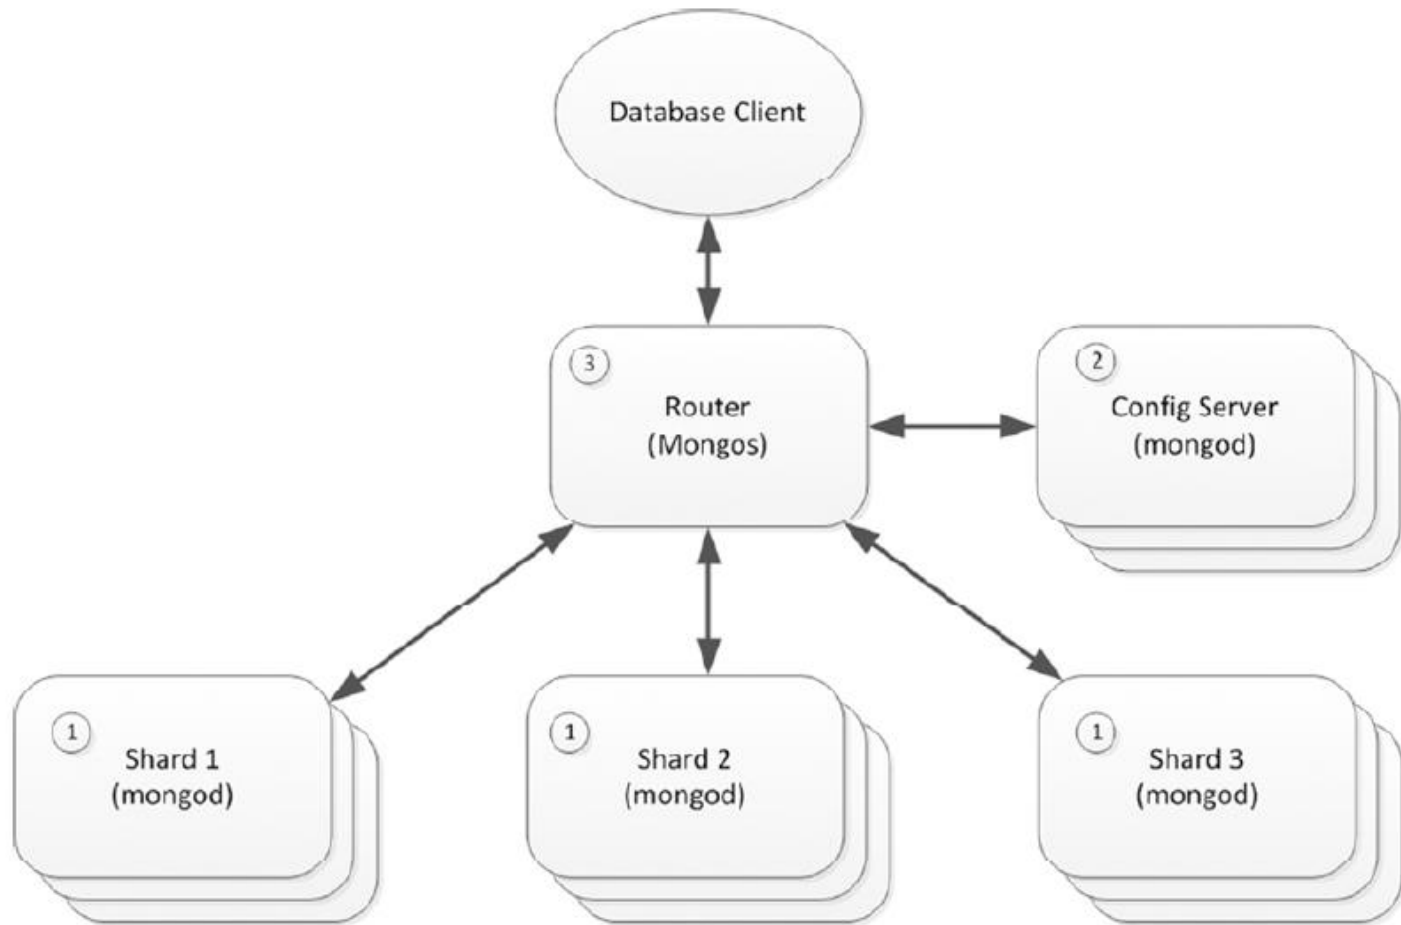 Database Client
3
Router
(Mongos)
2
Config Server
(mongod)
1
Shard 1
(mongod)
1
Shard 2
(mongod)
1
Shard 3
(mongod)